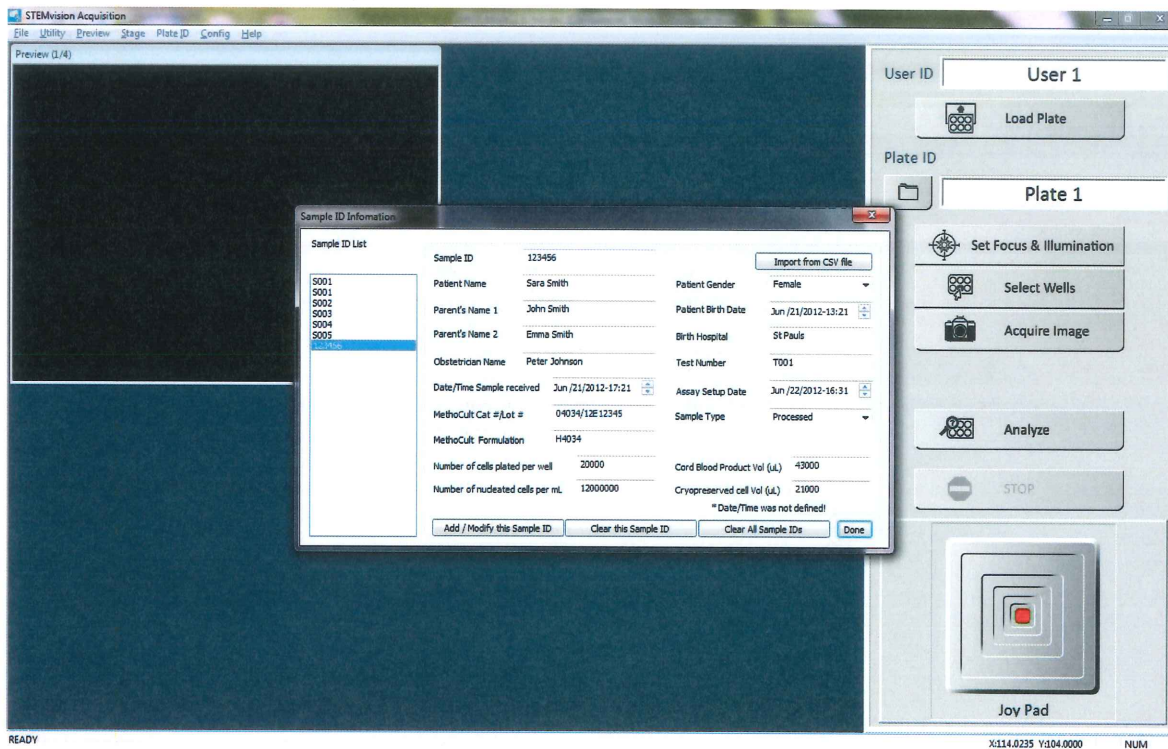 STEMvision Acquisition
File Utility Preview Stage Plate ID Config Help
Preview (1/4)
User ID User 1
Load Plate
Plate ID
Plate 1
Set Focus & Illumination
Select Wells
Acquire Image
Analyze
STOP
Joy Pad
Sample ID Infomation
Sample ID List
S001
S001
S002
S003
S004
S005
123456
Sample ID 123456 Import from CSV file
Patient Name Sara Smith Patient Gender Female
Parent's Name 1 John Smith Patient Birth Date Jun /21/2012-13:21
Parent's Name 2 Emma Smith Birth Hospital St Pauls
Obstetrician Name Peter Johnson Test Number T001
Date/Time Sample received Jun /21/2012-17:21 Assay Setup Date Jun /22/2012-16:31
MethoCult Cat #/Lot # 04034/12E12345 Sample Type Processed
MethoCult Formulation H4034
Number of cells plated per well 20000 Cord Blood Product Vol (uL) 43000
Number of nucleated cells per mL 12000000 Cryopreserved cell Vol (uL) 21000
* Date/Time was not defined!
Add / Modify this Sample ID Clear this Sample ID Clear All Sample IDs Done
READY X:114.0235 Y:104.0000 NUM